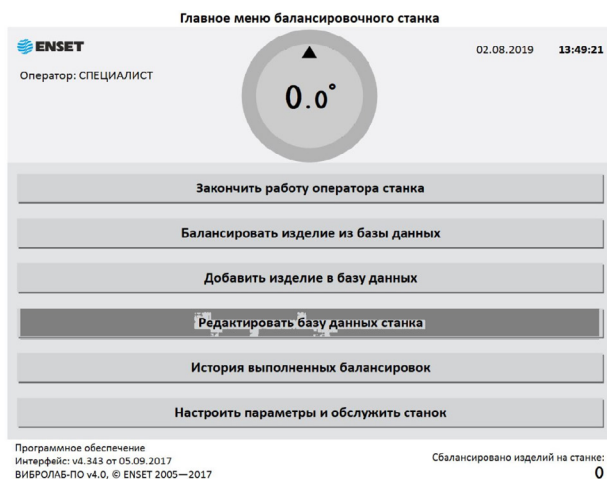 Главное меню балансировочного станка
ENSET
02.08.2019 13:49:21
Оператор: СПЕЦИАЛИСТ
0.0°
Закончить работу оператора станка
Балансировать изделие из базы данных
Добавить изделие в базу данных
Редактировать базу данных станка
История выполненных балансировок
Настроить параметры и обслужить станок
Программное обеспечение
Интерфейс: v4.343 от 05.09.2017
ВИБРОЛАБ-ПО v4.0, © ENSET 2005—2017
Сбалансировано изделий на станке:
0